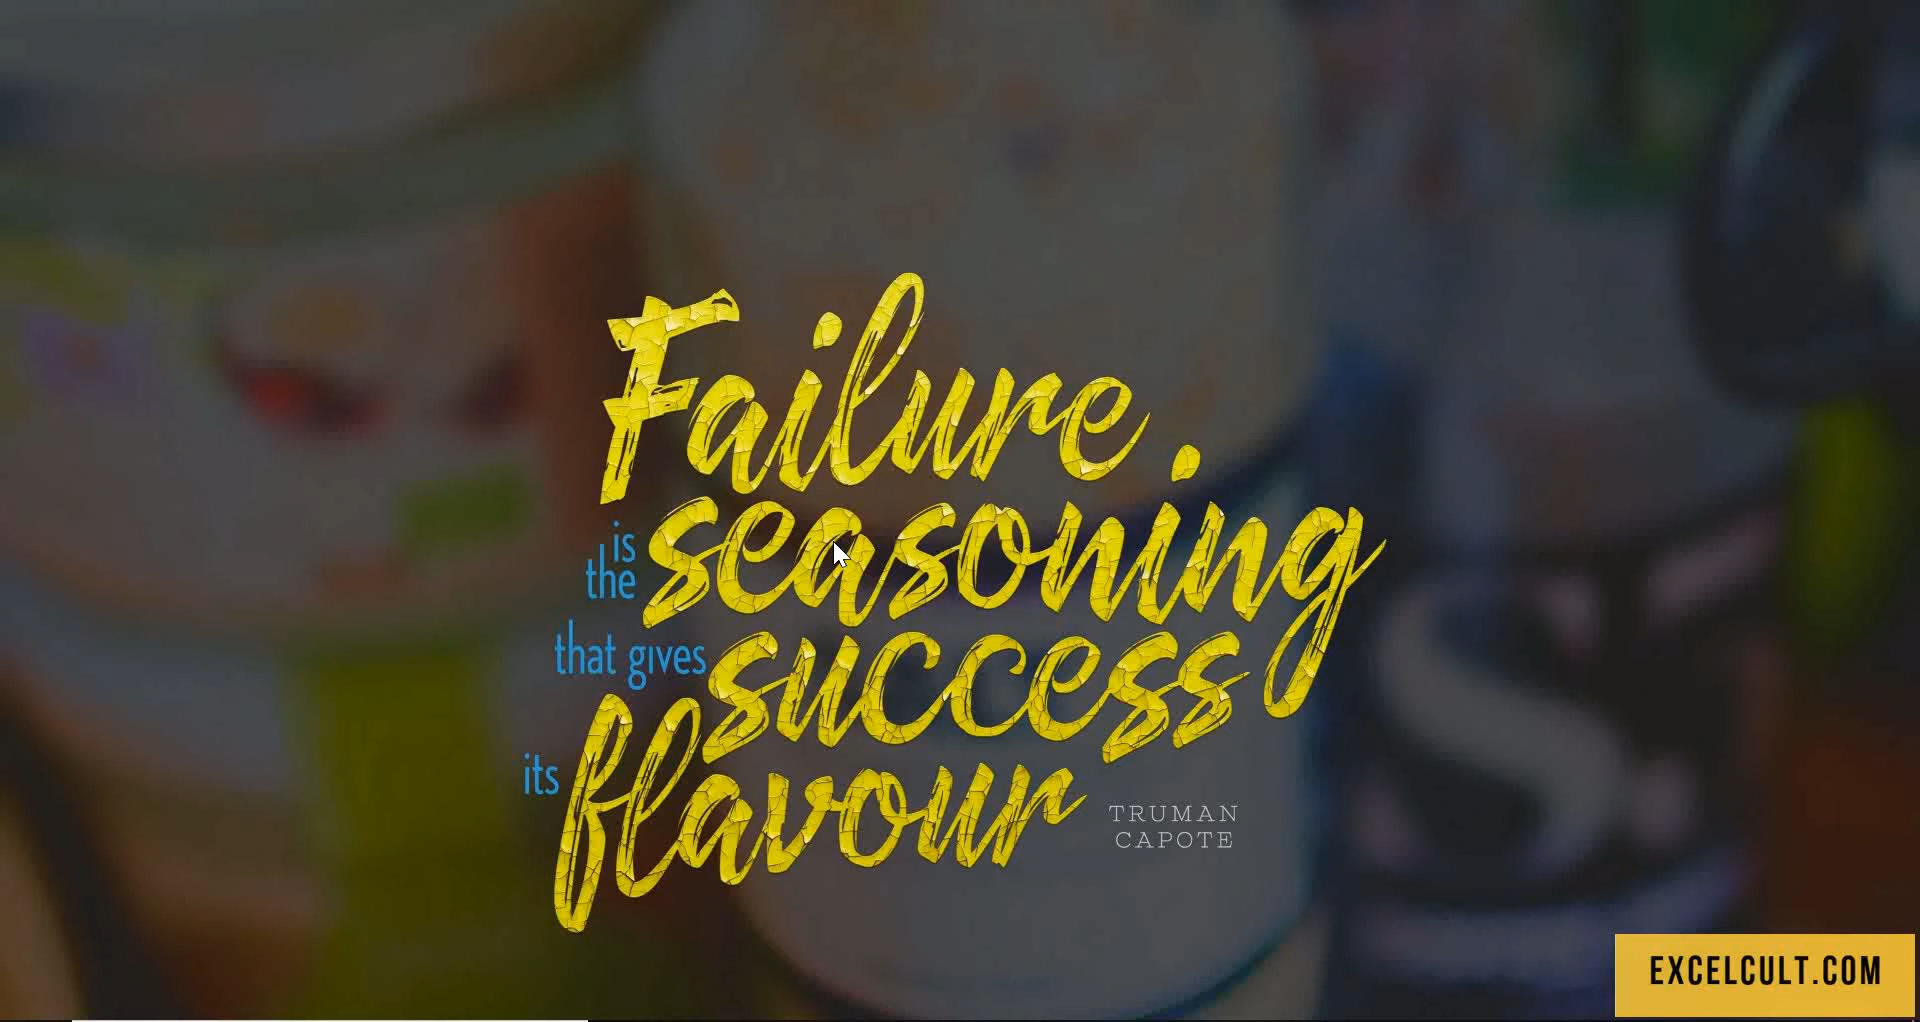 Failure.
is
the seasoning
that gives success
its flavour
TRUMAN
CAPOTE
EXCELCULT.COM